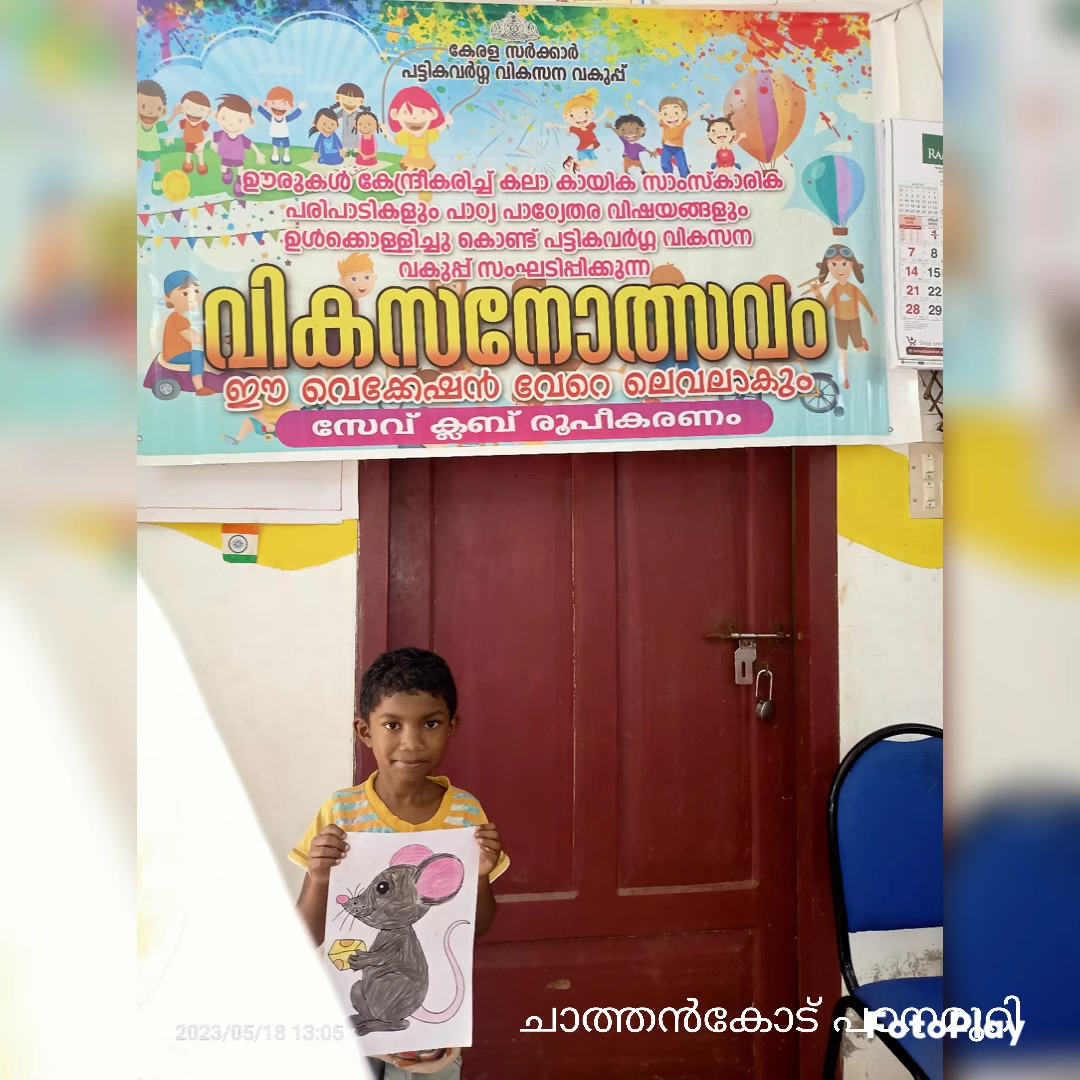 കേരള സർക്കാർ
പട്ടികവർഗ്ഗ വികസന വകുപ്പ്
ഊരുകൾ കേന്ദ്രീകരിച്ച് കലാ കായിക സാംസ്കാരിക
പരിപാടികളും പാഠ്യ പാഠ്യേതര വിഷയങ്ങളും
ഉൾക്കൊള്ളിച്ചു കൊണ്ട് പട്ടികവർഗ്ഗ വികസന
വകുപ്പ് സംഘടിപ്പിക്കുന്ന
വികസനോത്സവം
ഈ വെക്കേഷൻ വേറെ ലെവലാകും
സേവ് ക്ലബ് രൂപീകരണം
7 8
14 15
21 22
28 29
2023/05/18 13:05
ചാത്തൻകോട്
FotoPlay